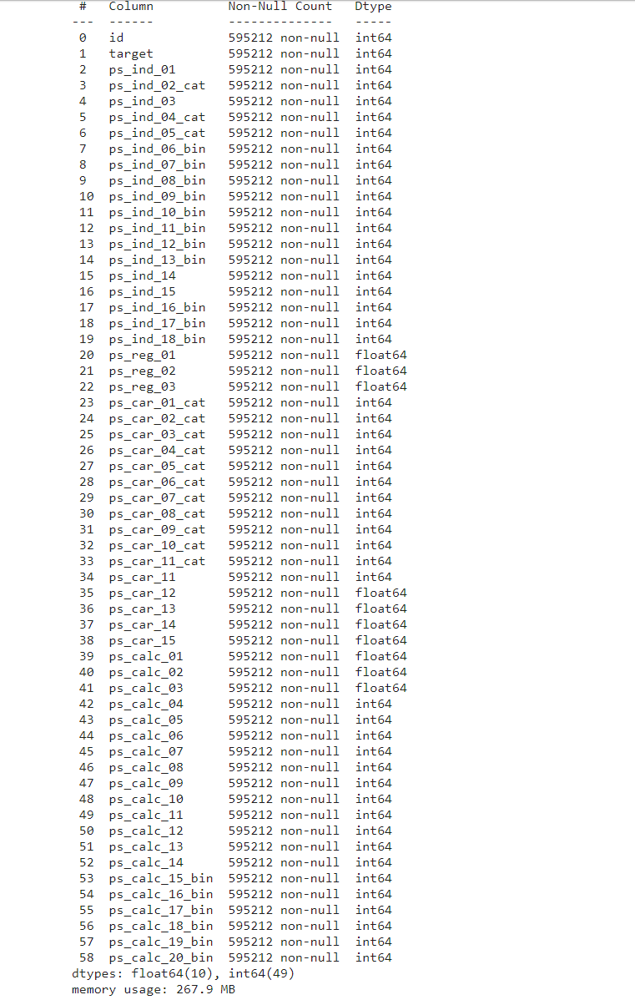 #   Column          Non-Null Count   Dtype
---  ------          --------------   -----
0   id              595212 non-null  int64
1   target          595212 non-null  int64
2   ps_ind_01       595212 non-null  int64
3   ps_ind_02_cat   595212 non-null  int64
4   ps_ind_03       595212 non-null  int64
5   ps_ind_04_cat   595212 non-null  int64
6   ps_ind_05_cat   595212 non-null  int64
7   ps_ind_06_bin   595212 non-null  int64
8   ps_ind_07_bin   595212 non-null  int64
9   ps_ind_08_bin   595212 non-null  int64
10  ps_ind_09_bin   595212 non-null  int64
11  ps_ind_10_bin   595212 non-null  int64
12  ps_ind_11_bin   595212 non-null  int64
13  ps_ind_12_bin   595212 non-null  int64
14  ps_ind_13_bin   595212 non-null  int64
15  ps_ind_14       595212 non-null  int64
16  ps_ind_15       595212 non-null  int64
17  ps_ind_16_bin   595212 non-null  int64
18  ps_ind_17_bin   595212 non-null  int64
19  ps_ind_18_bin   595212 non-null  int64
20  ps_reg_01       595212 non-null  float64
21  ps_reg_02       595212 non-null  float64
22  ps_reg_03       595212 non-null  float64
23  ps_car_01_cat   595212 non-null  int64
24  ps_car_02_cat   595212 non-null  int64
25  ps_car_03_cat   595212 non-null  int64
26  ps_car_04_cat   595212 non-null  int64
27  ps_car_05_cat   595212 non-null  int64
28  ps_car_06_cat   595212 non-null  int64
29  ps_car_07_cat   595212 non-null  int64
30  ps_car_08_cat   595212 non-null  int64
31  ps_car_09_cat   595212 non-null  int64
32  ps_car_10_cat   595212 non-null  int64
33  ps_car_11_cat   595212 non-null  int64
34  ps_car_11       595212 non-null  int64
35  ps_car_12       595212 non-null  float64
36  ps_car_13       595212 non-null  float64
37  ps_car_14       595212 non-null  float64
38  ps_car_15       595212 non-null  float64
39  ps_calc_01      595212 non-null  float64
40  ps_calc_02      595212 non-null  float64
41  ps_calc_03      595212 non-null  float64
42  ps_calc_04      595212 non-null  int64
43  ps_calc_05      595212 non-null  int64
44  ps_calc_06      595212 non-null  int64
45  ps_calc_07      595212 non-null  int64
46  ps_calc_08      595212 non-null  int64
47  ps_calc_09      595212 non-null  int64
48  ps_calc_10      595212 non-null  int64
49  ps_calc_11      595212 non-null  int64
50  ps_calc_12      595212 non-null  int64
51  ps_calc_13      595212 non-null  int64
52  ps_calc_14      595212 non-null  int64
53  ps_calc_15_bin  595212 non-null  int64
54  ps_calc_16_bin  595212 non-null  int64
55  ps_calc_17_bin  595212 non-null  int64
56  ps_calc_18_bin  595212 non-null  int64
57  ps_calc_19_bin  595212 non-null  int64
58  ps_calc_20_bin  595212 non-null  int64
dtypes: float64(10), int64(49)
memory usage: 267.9 MB